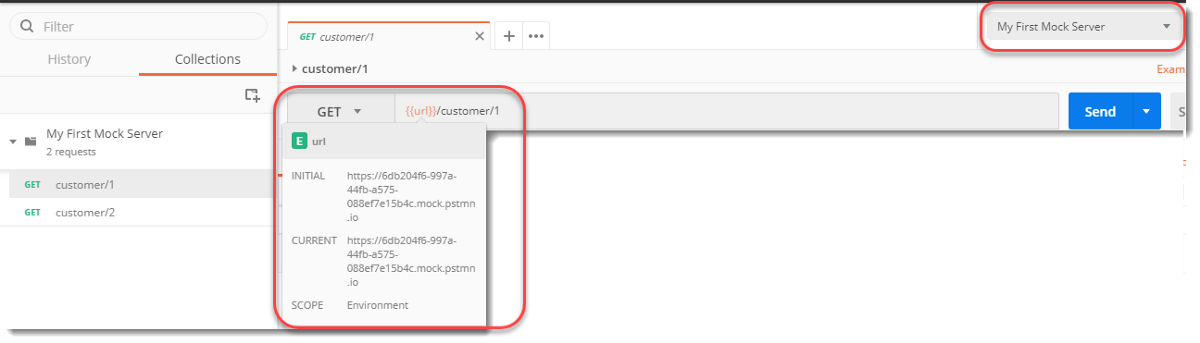 Filter
History
Collections
My First Mock Server
2 requests
GET customer/1
GET customer/2
GET customer/1
My First Mock Server
customer/1
Exam
GET
{{url}}/customer/1
Send
S
E url
INITIAL https://6db204f6-997a-
44fb-a575-
088ef7e15b4c.mock.pstmn
.io
CURRENT https://6db204f6-997a-
44fb-a575-
088ef7e15b4c.mock.pstmn
.io
SCOPE Environment